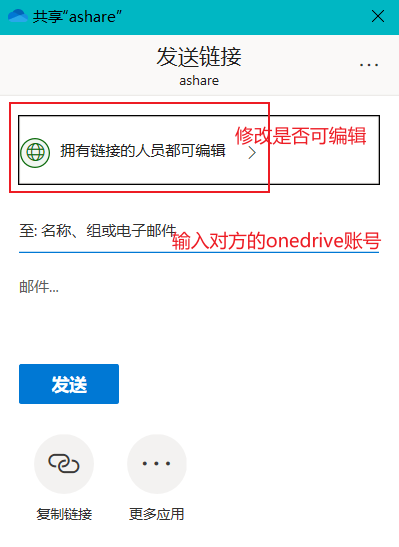 共享“ashare”
发送链接
ashare
拥有链接的人员都可编辑
修改是否可编辑
至: 名称、组或电子邮件
输入对方的onedrive账号
邮件...
发送
复制链接
更多应用